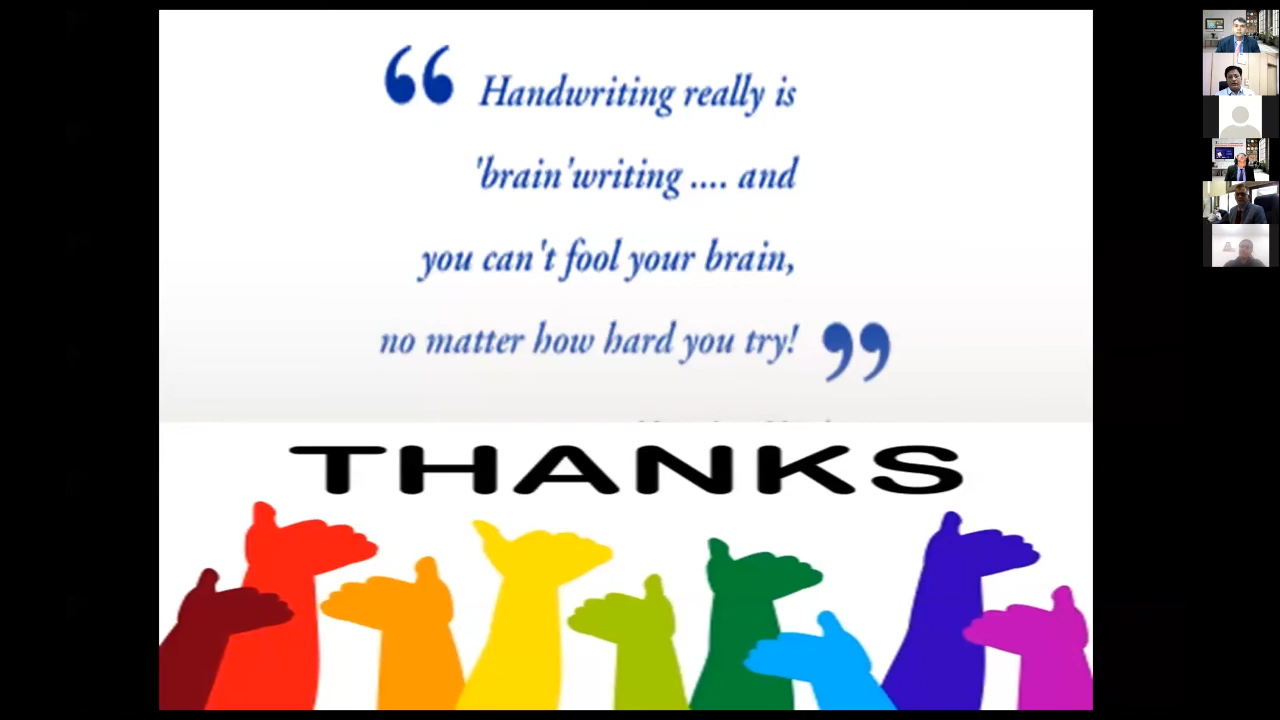 “ Handwriting really is
'brain'writing .... and
you can't fool your brain,
no matter how hard you try! ”
THANKS